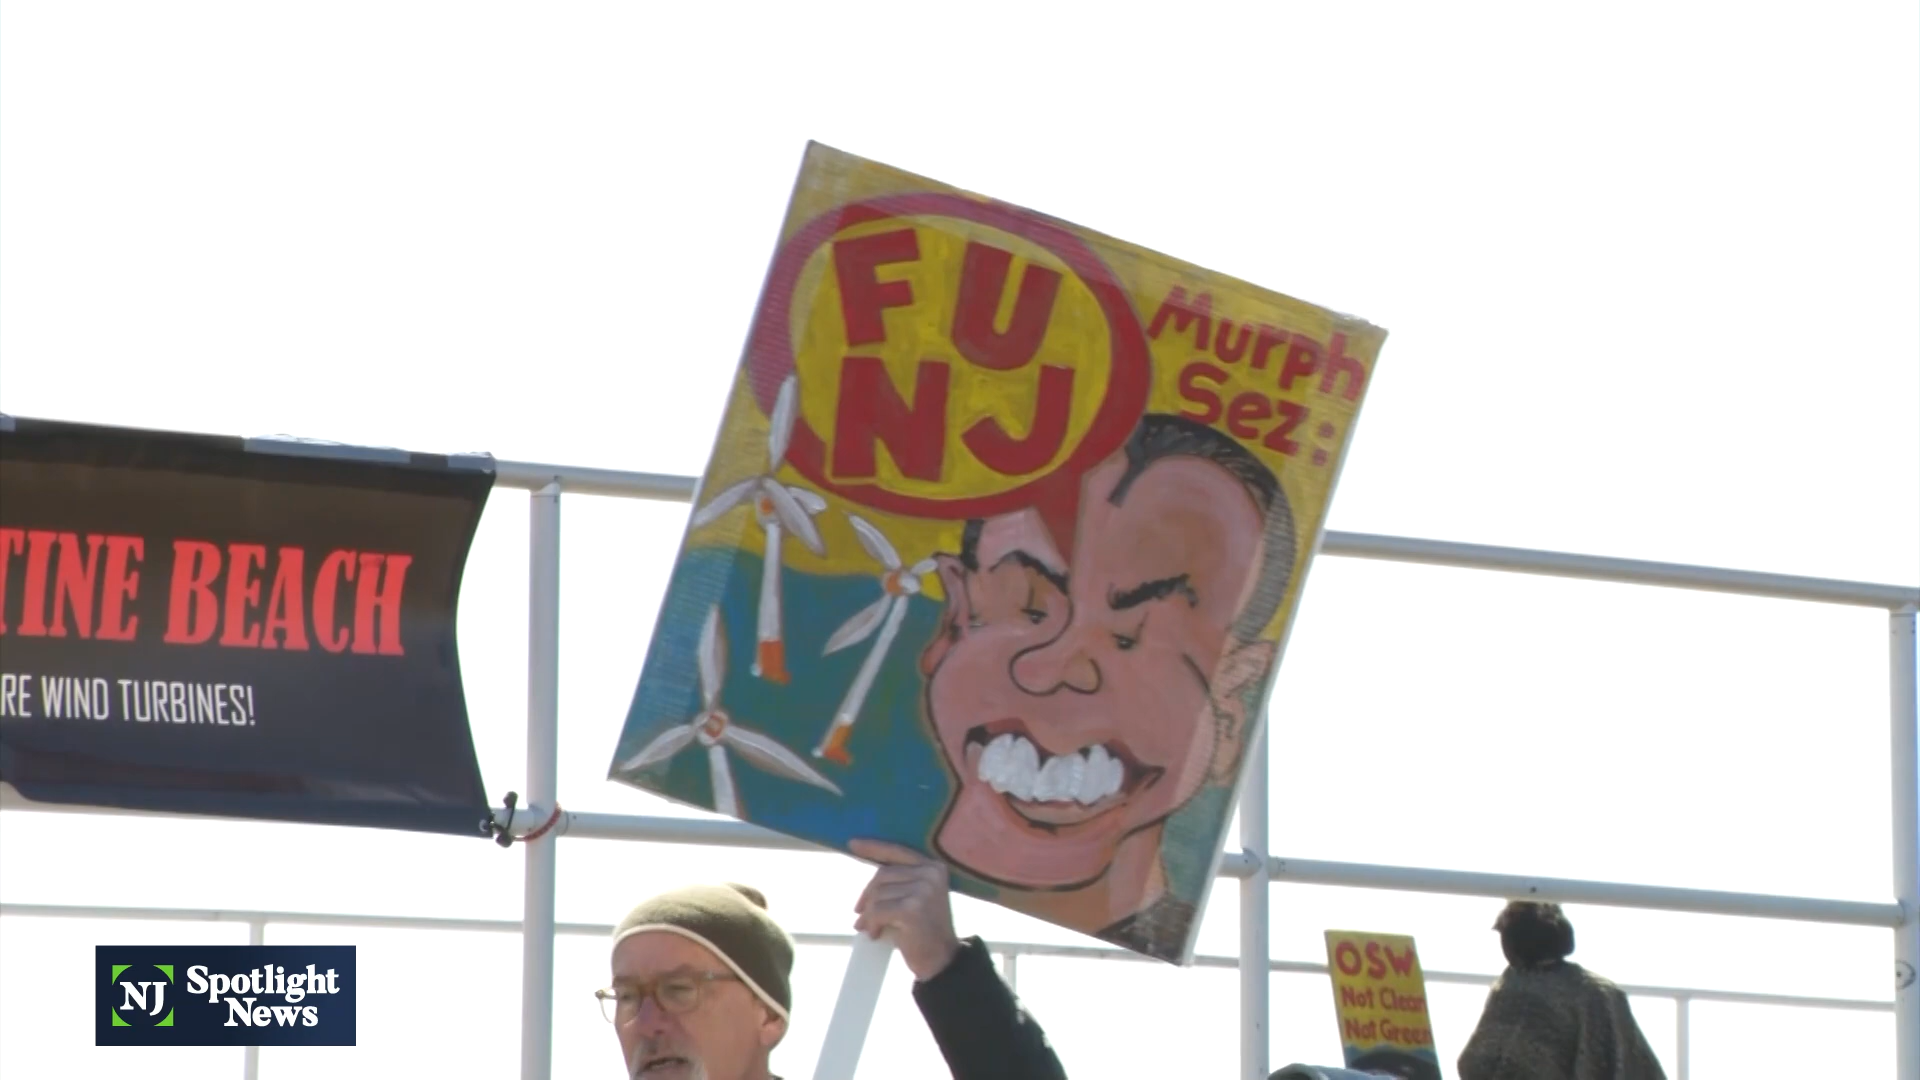 FU
NJ
Murph
Sez:
TINE BEACH
RE WIND TURBINES!
OSW
Not Clean
Not Green
NJ Spotlight
News